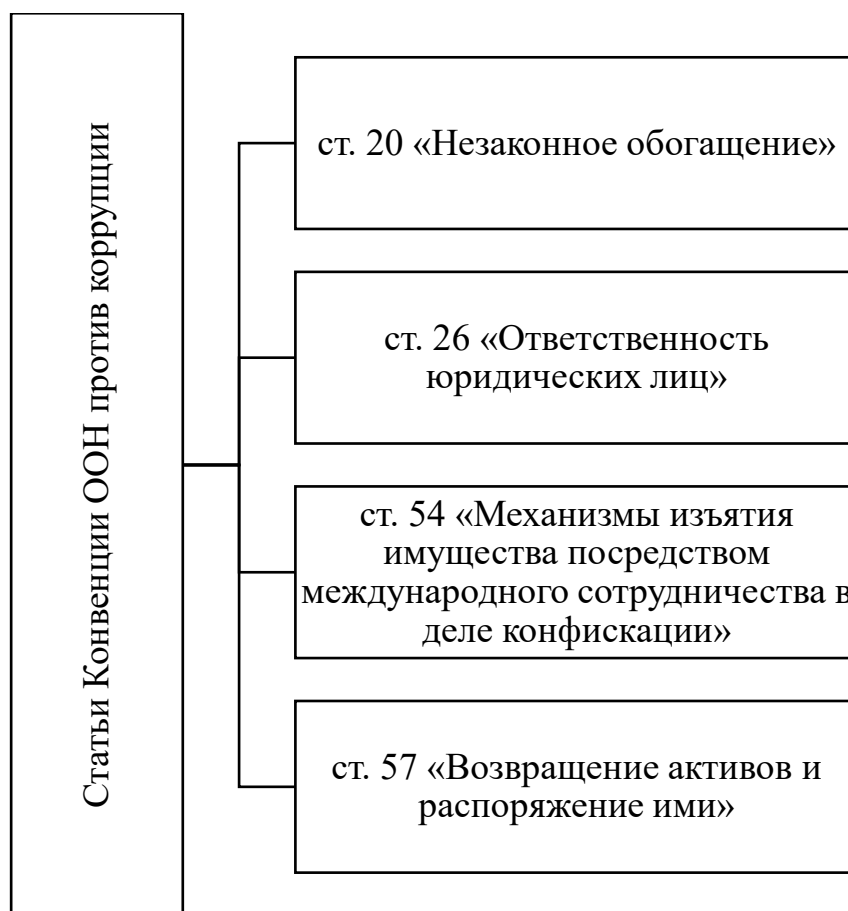 Статьи Конвенции ООН против коррупции
ст. 20 «Незаконное обогащение»
ст. 26 «Ответственность
юридических лиц»
ст. 54 «Механизмы изъятия
имущества посредством
международного сотрудничества в
деле конфискации»
ст. 57 «Возвращение активов и
распоряжение ими»